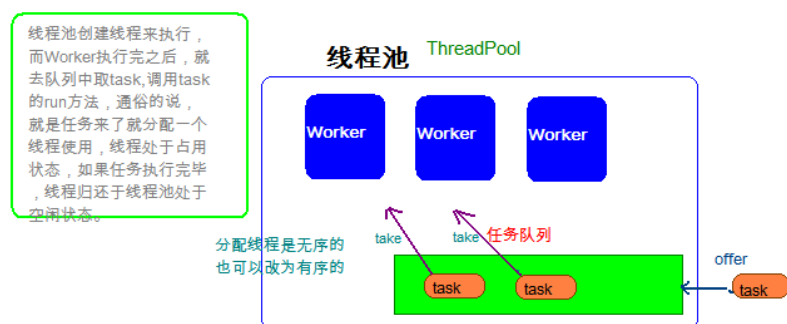 线程池创建线程来执行，
而Worker执行完之后，就
去队列中取task,调用task
的run方法，通俗的说，
就是任务来了就分配一个
线程使用，线程处于占用
状态，如果任务执行完毕
，线程归还于线程池处于
空闲状态。
线程池 ThreadPool
Worker Worker Worker
分配线程是无序的
也可以改为有序的
take take 任务队列
offer
task task task